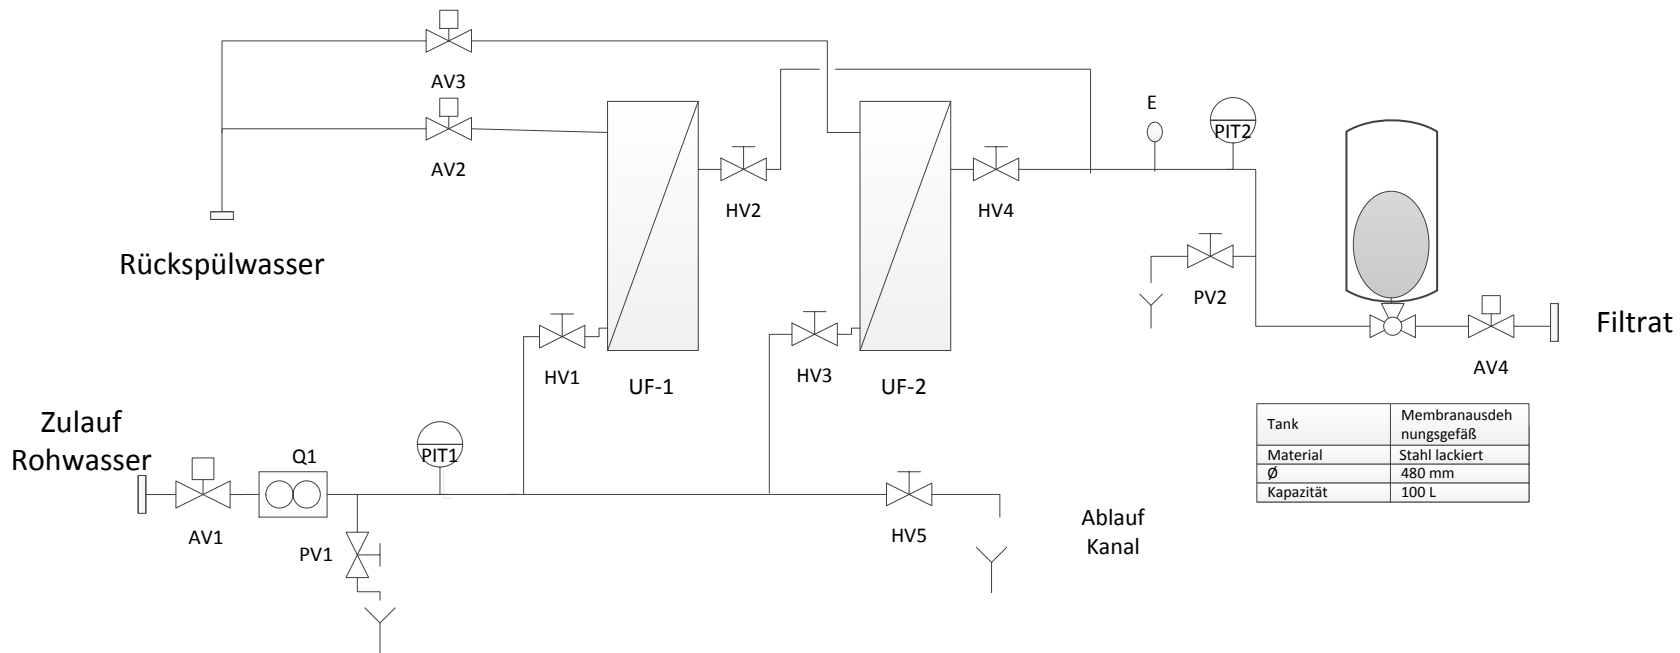 AV3
E
PIT2
AV2
HV2
HV4
Rückspülwasser
PV2
Filtrat
AV4
HV1
HV3
UF-1
UF-2
Zulauf
Rohwasser
Q1
PIT1
Tank
Membranausdeh
nungsgefäß
Material
Stahl lackiert
Ø
480 mm
Kapazität
100 L
AV1
PV1
HV5
Ablauf
Kanal